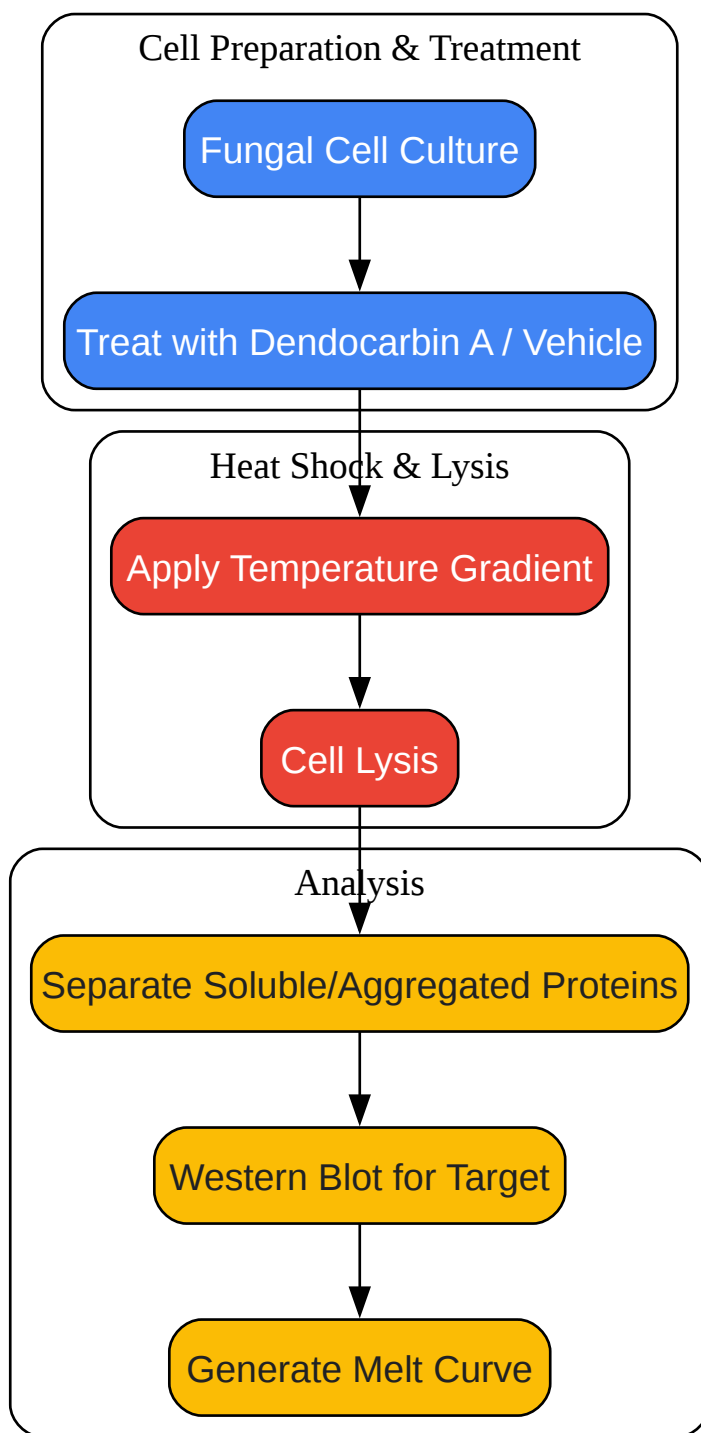 Cell Preparation & Treatment
Fungal Cell Culture
Treat with Dendocarbin A / Vehicle
Heat Shock & Lysis
Apply Temperature Gradient
Cell Lysis
Analysis
Separate Soluble/Aggregated Proteins
Western Blot for Target
Generate Melt Curve